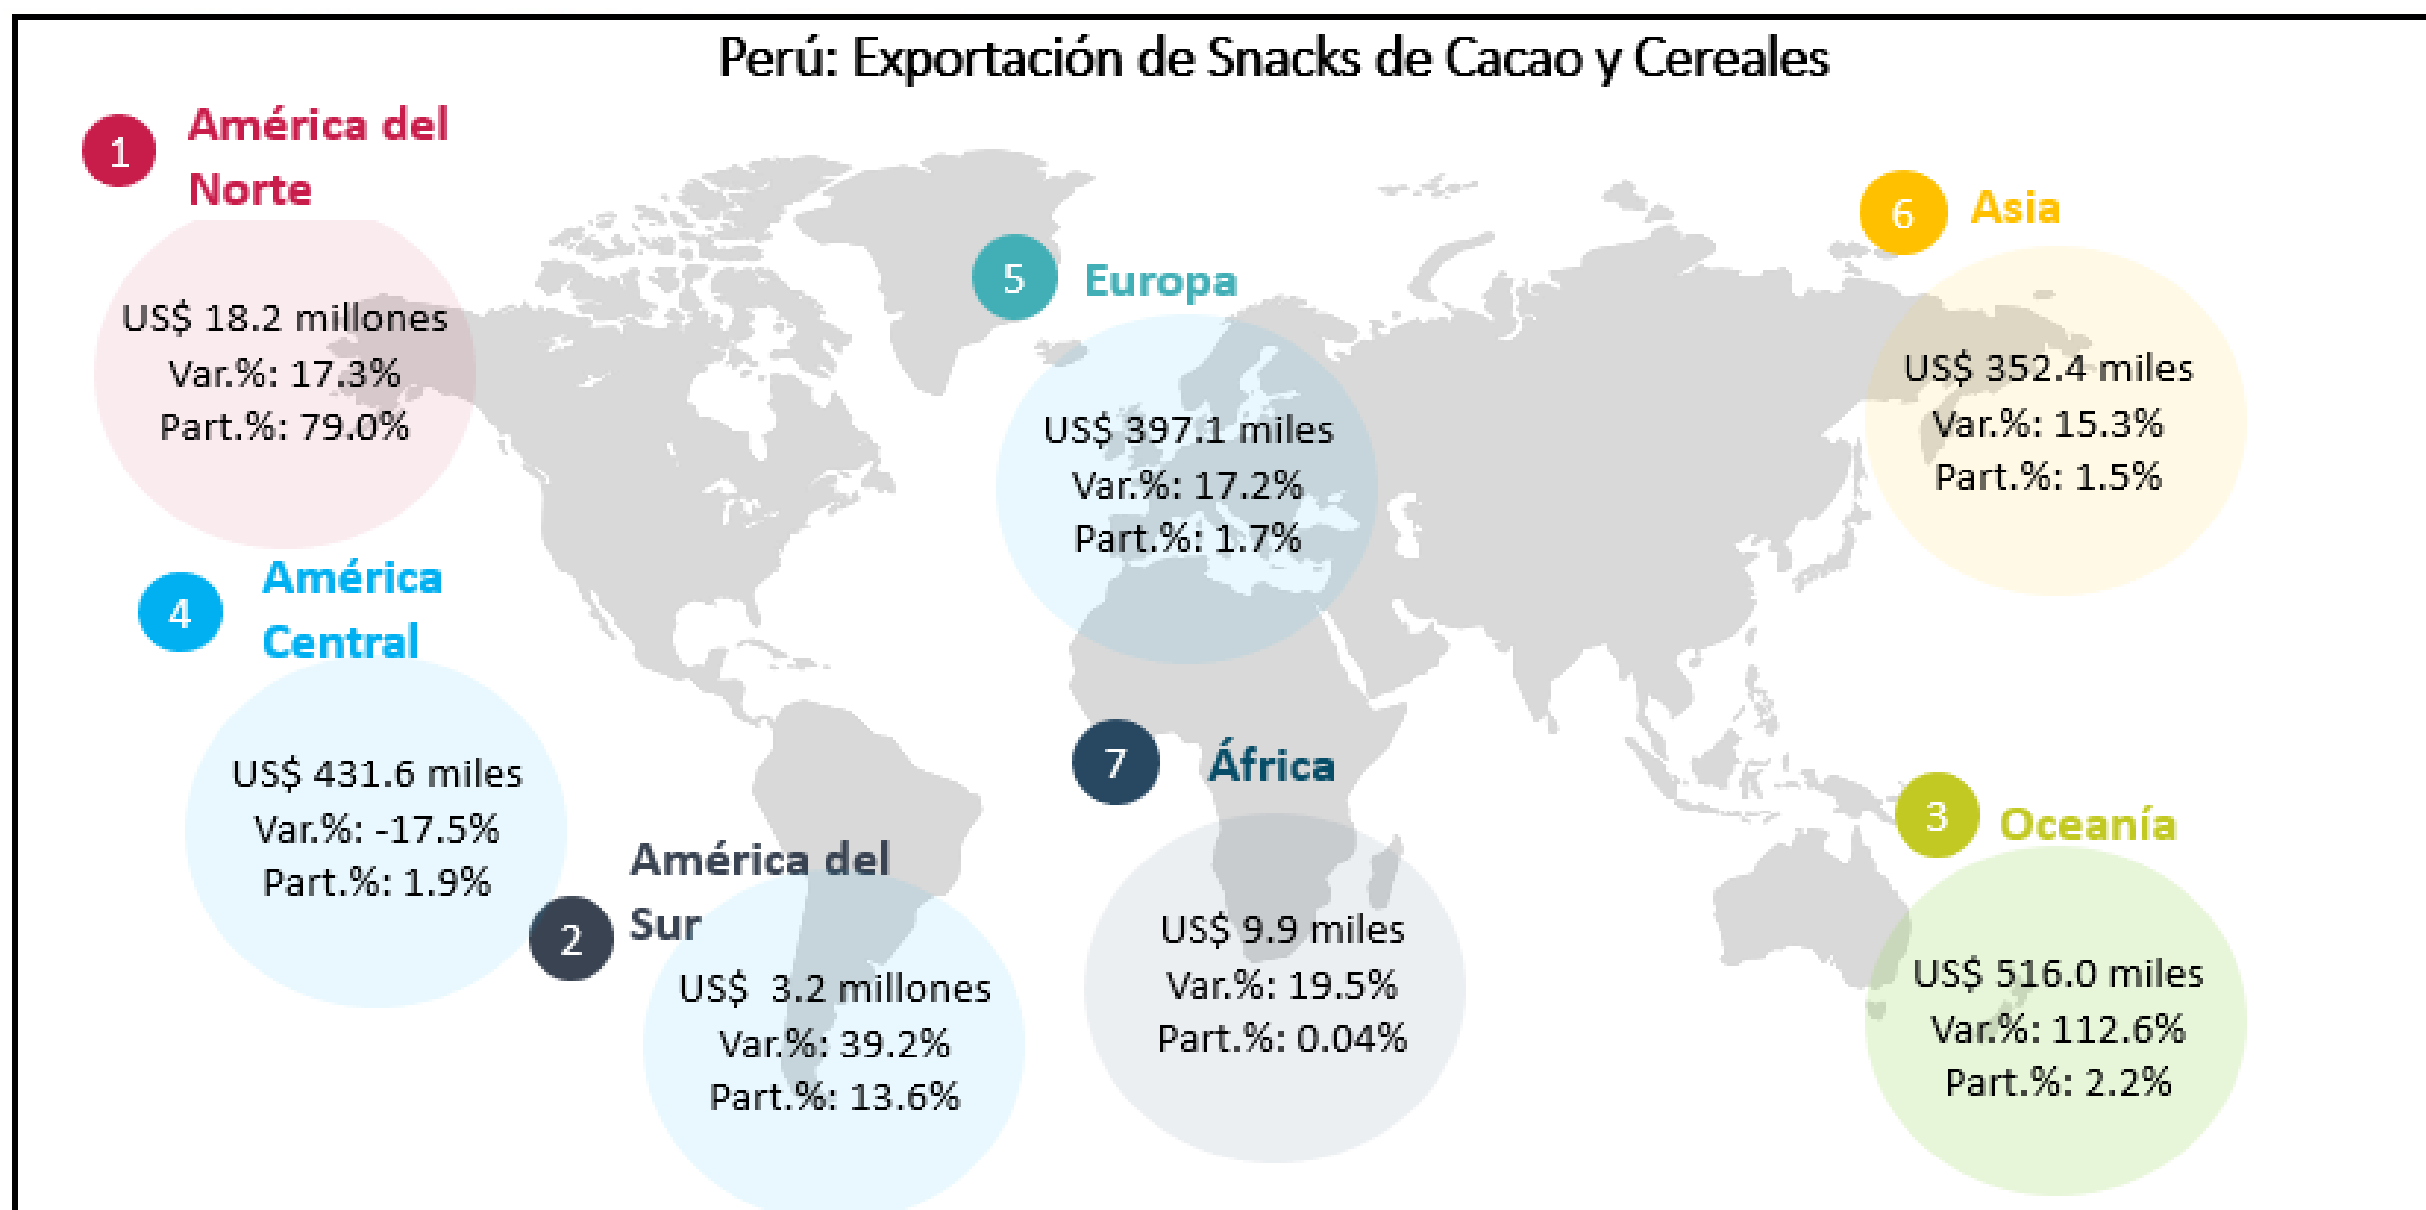 Perú: Exportación de Snacks de Cacao y Cereales
1
América del
Norte
US$ 18.2 millones
Var.%: 17.3%
Part.%: 79.0%
4
América
Central
US$ 431.6 miles
Var.%: -17.5%
Part.%: 1.9%
2
América del
Sur
US$  3.2 millones
Var.%: 39.2%
Part.%: 13.6%
5
Europa
US$ 397.1 miles
Var.%: 17.2%
Part.%: 1.7%
7
África
US$ 9.9 miles
Var.%: 19.5%
Part.%: 0.04%
6
Asia
US$ 352.4 miles
Var.%: 15.3%
Part.%: 1.5%
3
Oceanía
US$ 516.0 miles
Var.%: 112.6%
Part.%: 2.2%